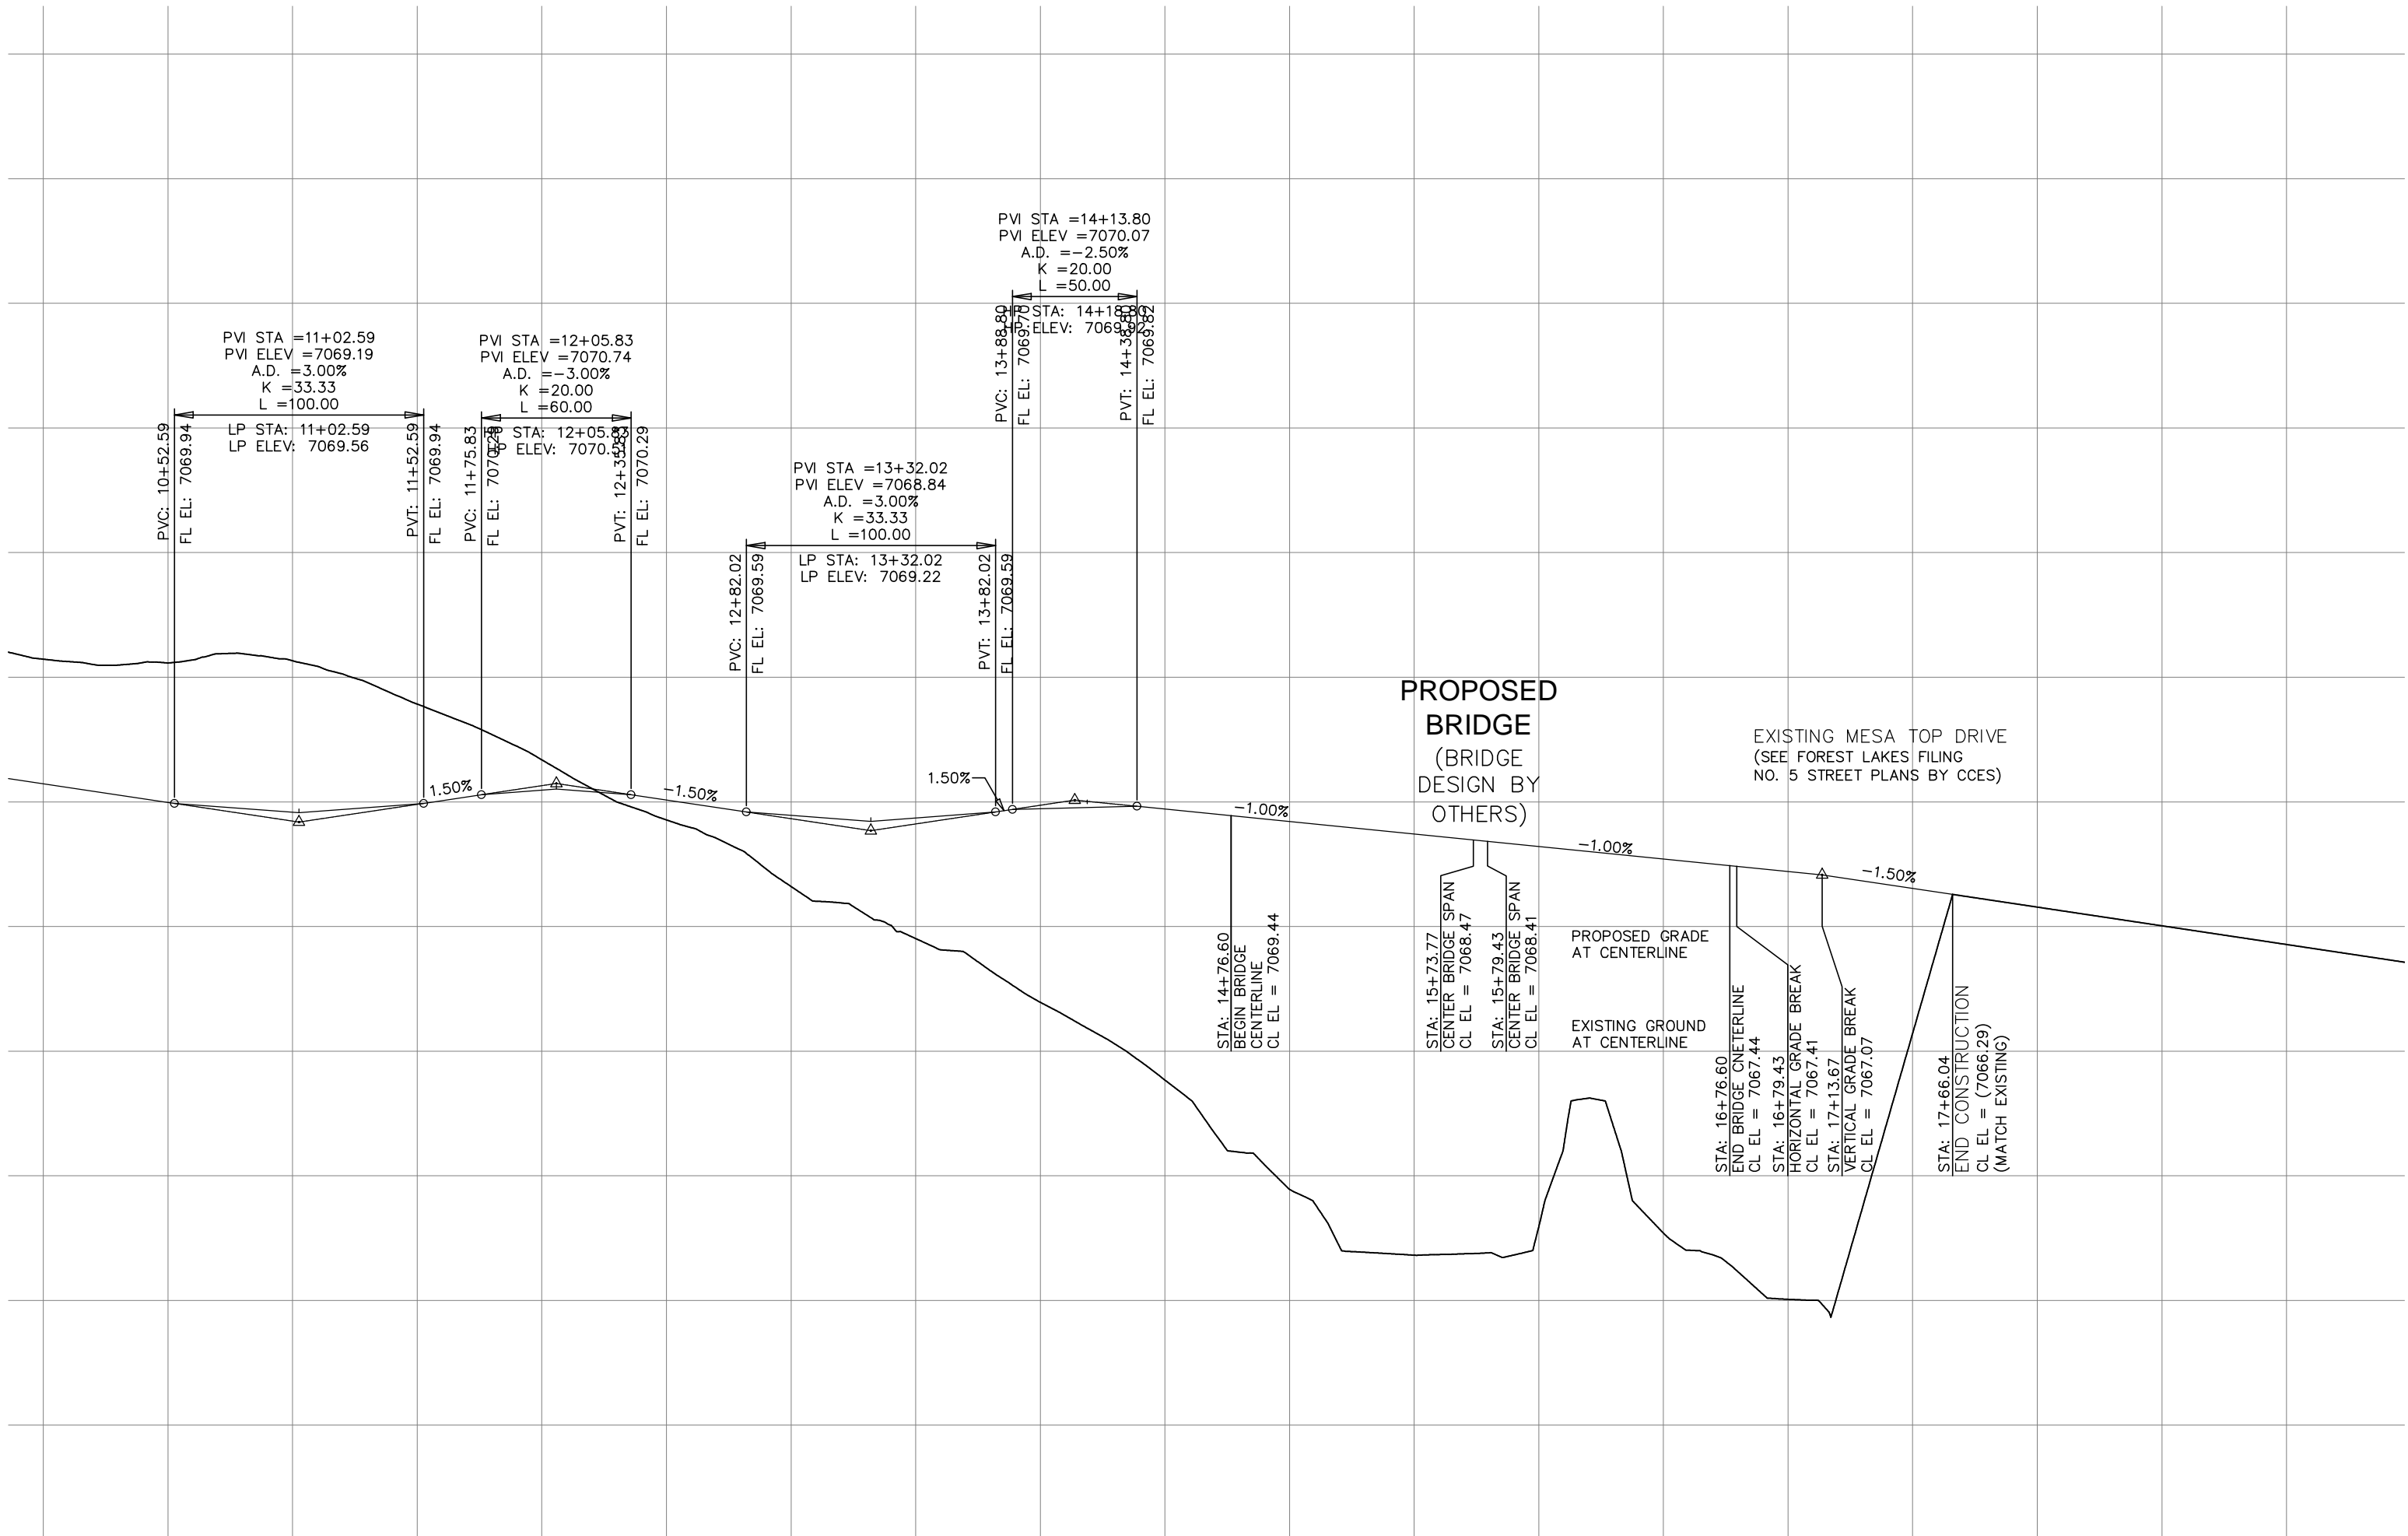 PVI STA =14+13.80
PVI ELEV =7070.07
A.D. =-2.50%
K =20.00
L =50.00
HP STA: 14+18.80
HP ELEV: 7069.92
PVC: 13+88.80
FL EL: 7069.70
PVT: 14+38.80
FL EL: 7069.82
PVI STA =11+02.59
PVI ELEV =7069.19
A.D. =3.00%
K =33.33
L =100.00
LP STA: 11+02.59
LP ELEV: 7069.56
PVC: 10+52.59
FL EL: 7069.94
PVT: 11+52.59
FL EL: 7069.94
PVI STA =12+05.83
PVI ELEV =7070.74
A.D. =-3.00%
K =20.00
L =60.00
HP STA: 12+05.83
HP ELEV: 7070.51
PVC: 11+75.83
FL EL: 7070.29
PVT: 12+35.83
FL EL: 7070.29
PVI STA =13+32.02
PVI ELEV =7068.84
A.D. =3.00%
K =33.33
L =100.00
LP STA: 13+32.02
LP ELEV: 7069.22
PVC: 12+82.02
FL EL: 7069.59
PVT: 13+82.02
FL EL: 7069.59
1.50%
-1.50%
1.50%
-1.00%
PROPOSED
BRIDGE
(BRIDGE
DESIGN BY
OTHERS)
EXISTING MESA TOP DRIVE
(SEE FOREST LAKES FILING
NO. 5 STREET PLANS BY CCES)
-1.00%
-1.50%
STA: 14+76.60
BEGIN BRIDGE
CENTERLINE
CL EL = 7069.44
STA: 15+73.77
CENTER BRIDGE SPAN
CL EL = 7068.47
STA: 15+79.43
CENTER BRIDGE SPAN
CL EL = 7068.41
PROPOSED GRADE
AT CENTERLINE
EXISTING GROUND
AT CENTERLINE
STA: 16+76.60
END BRIDGE CNETERLINE
CL EL = 7067.44
STA: 16+79.43
HORIZONTAL GRADE BREAK
CL EL = 7067.41
STA: 17+13.67
VERTICAL GRADE BREAK
CL EL = 7067.07
STA: 17+66.04
END CONSTRUCTION
CL EL = (7066.29)
(MATCH EXISTING)